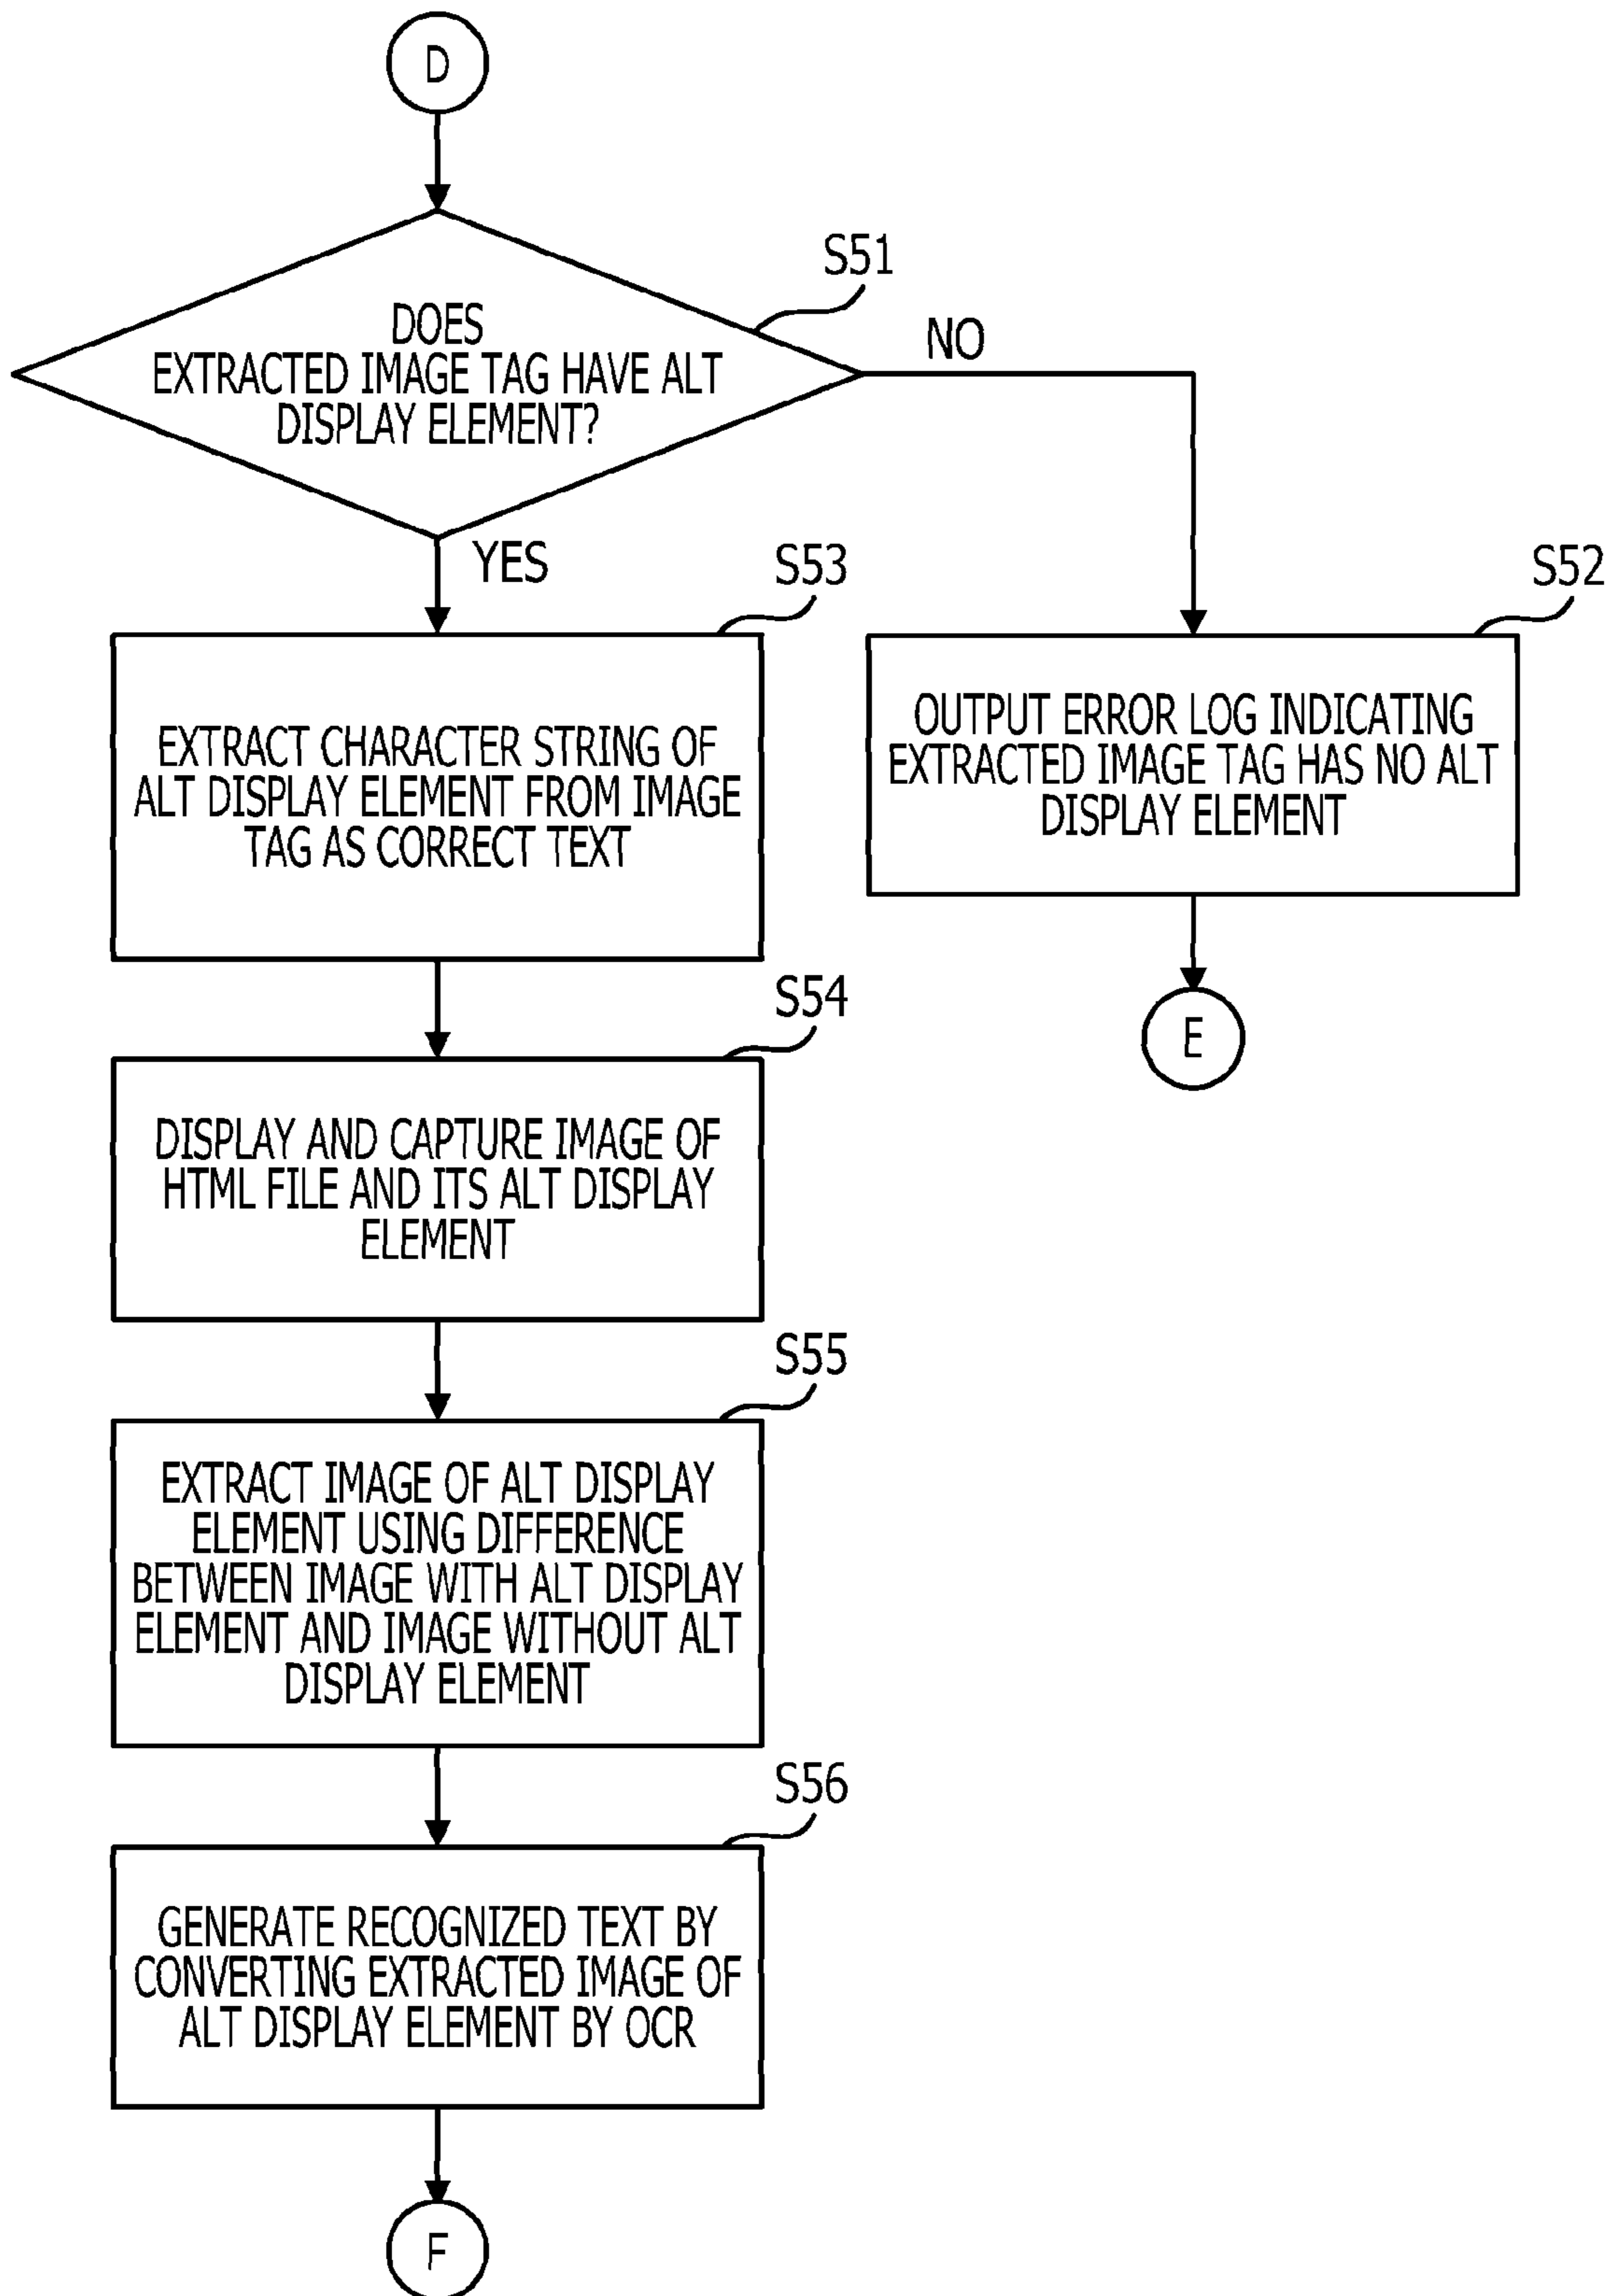 D
S51
DOES
EXTRACTED IMAGE TAG HAVE ALT
DISPLAY ELEMENT?
NO
YES
S53
EXTRACT CHARACTER STRING OF
ALT DISPLAY ELEMENT FROM IMAGE
TAG AS CORRECT TEXT
S52
OUTPUT ERROR LOG INDICATING
EXTRACTED IMAGE TAG HAS NO ALT
DISPLAY ELEMENT
E
S54
DISPLAY AND CAPTURE IMAGE OF
HTML FILE AND ITS ALT DISPLAY
ELEMENT
S55
EXTRACT IMAGE OF ALT DISPLAY
ELEMENT USING DIFFERENCE
BETWEEN IMAGE WITH ALT DISPLAY
ELEMENT AND IMAGE WITHOUT ALT
DISPLAY ELEMENT
S56
GENERATE RECOGNIZED TEXT BY
CONVERTING EXTRACTED IMAGE OF
ALT DISPLAY ELEMENT BY OCR
F